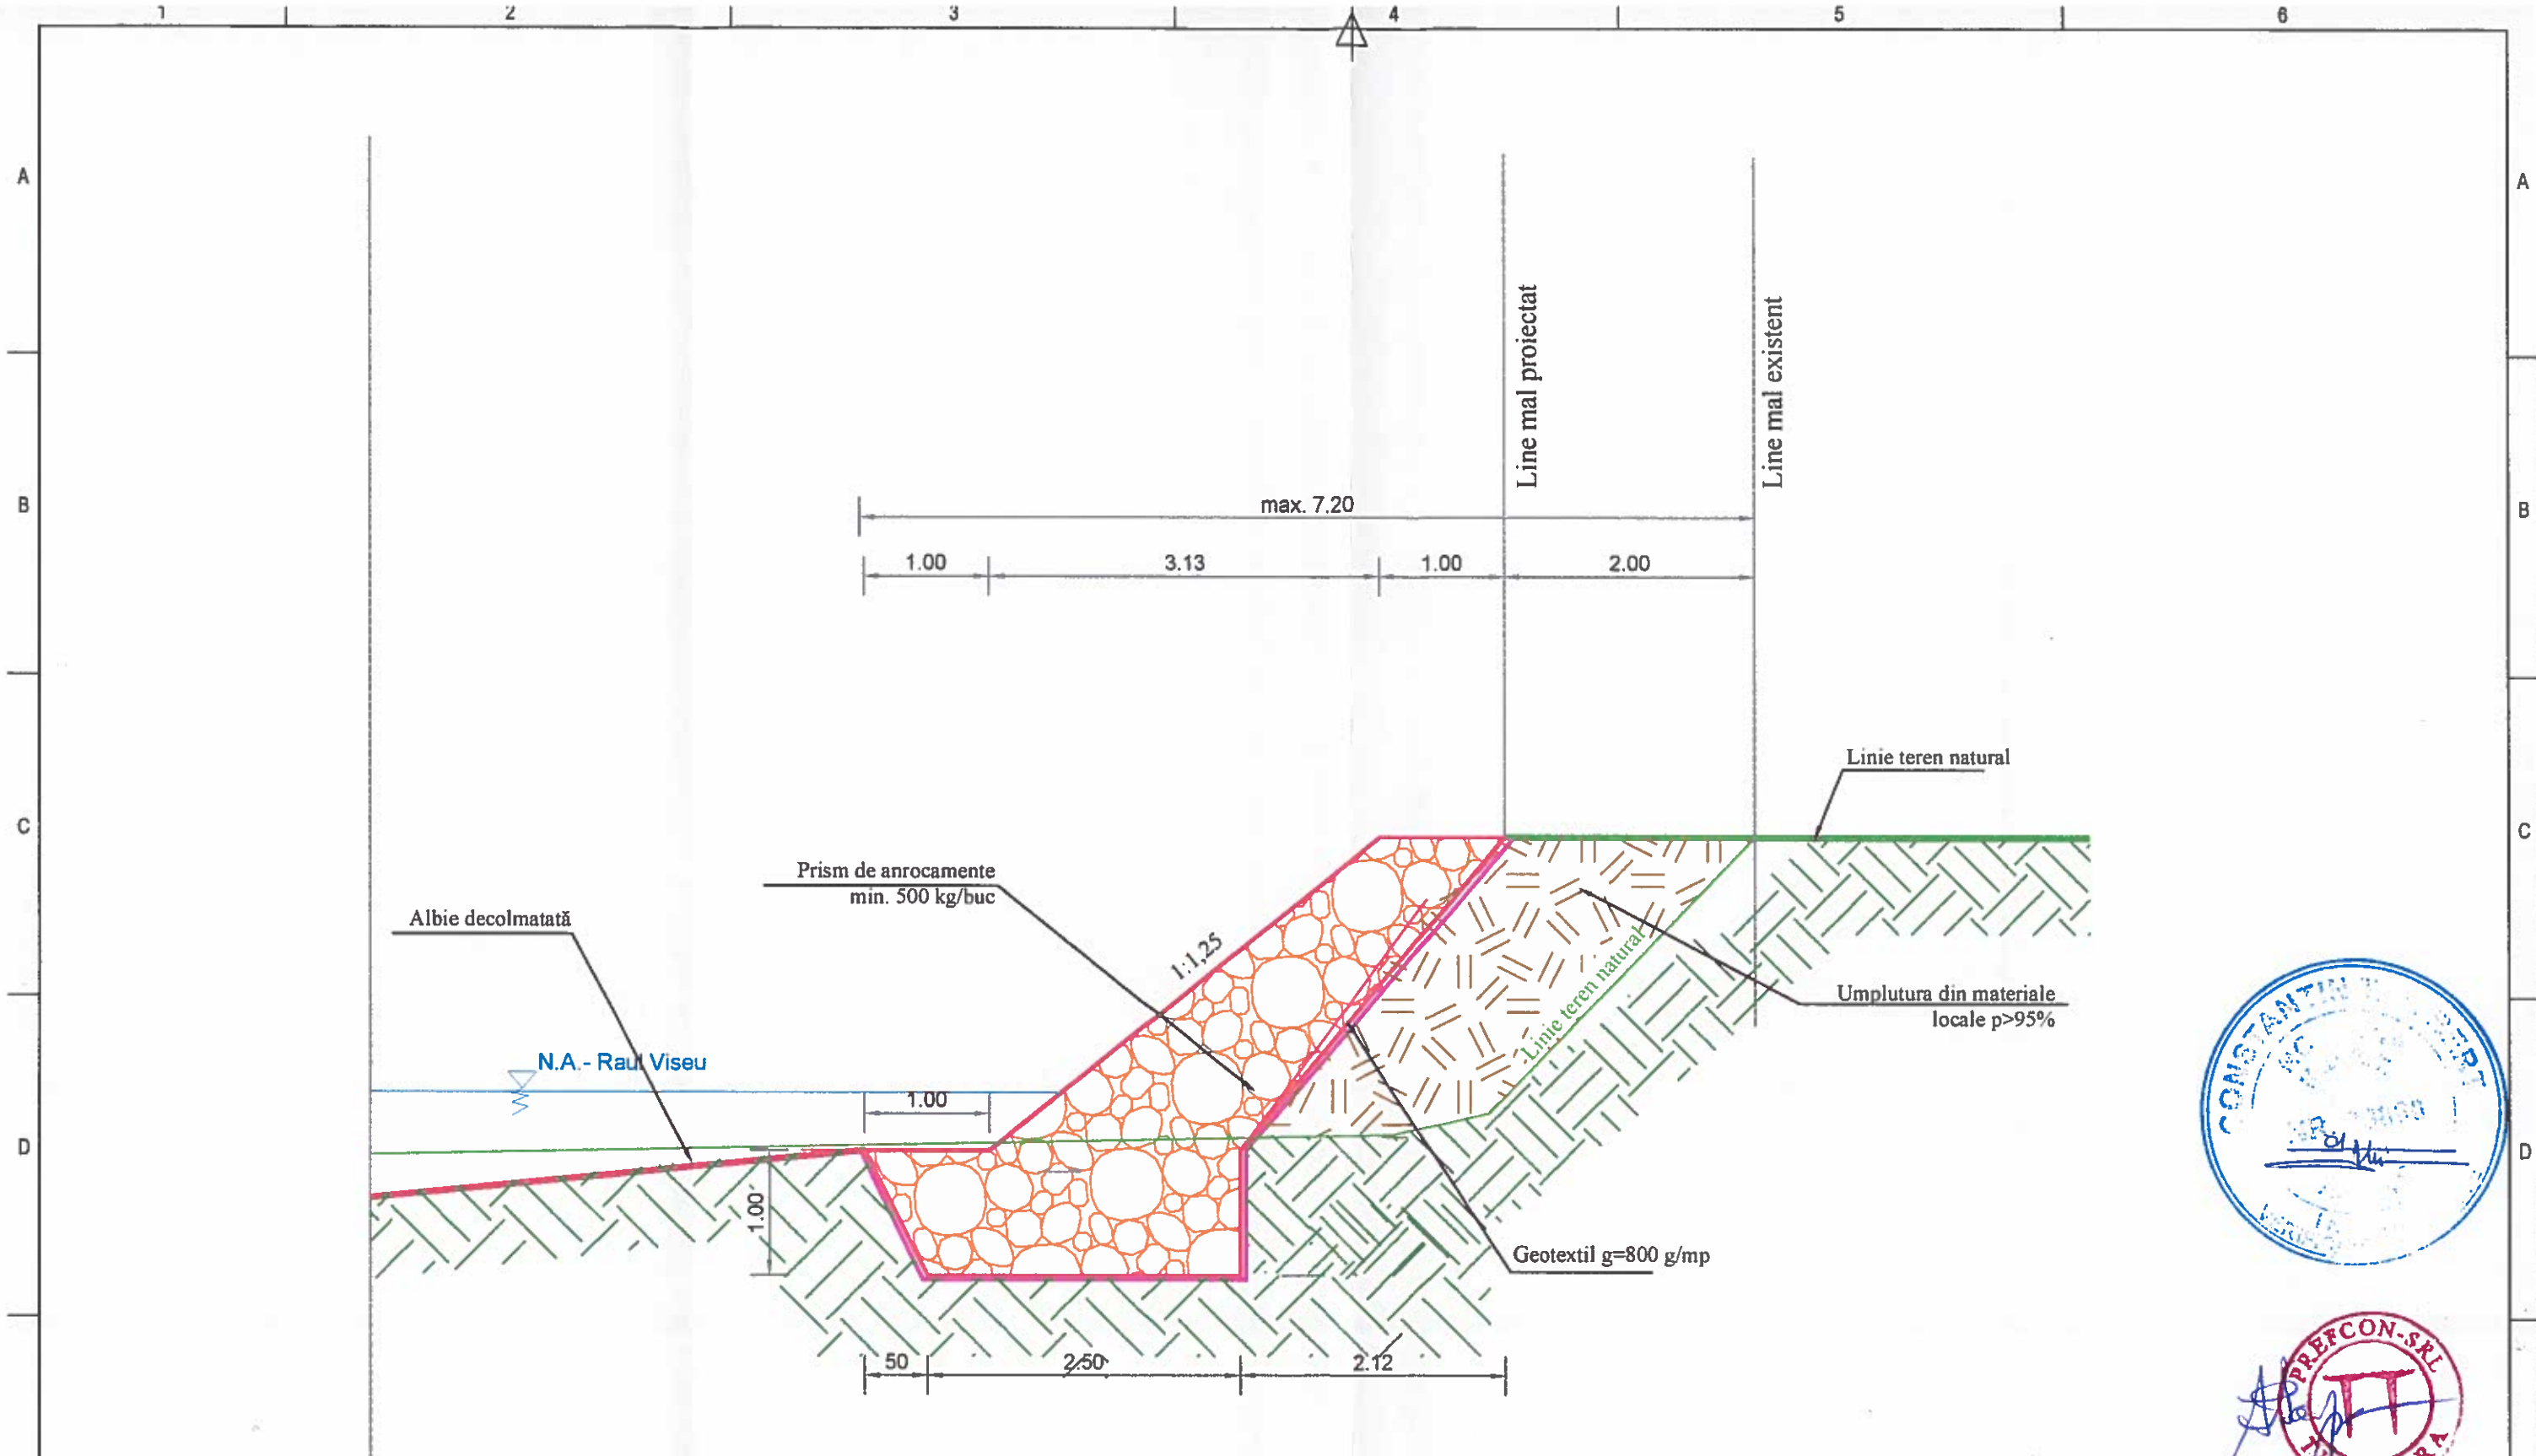 1 2 3 4 5 6
A A
Line mal proiectat
Line mal existent
B B
max. 7.20
1.00 3.13 1.00 2.00
Linie teren natural
C C
Prism de anrocamente
min. 500 kg/buc
Albie decolmatată
1:1,25
Linie teren natural
Umplutura din materiale
locale p>95%
N.A.- Raul Viseu
1.00
D D
1.00
Geotextil g=800 g/mp
50 2.50 2.12
CONSTANTIN
PREFCON-SRL